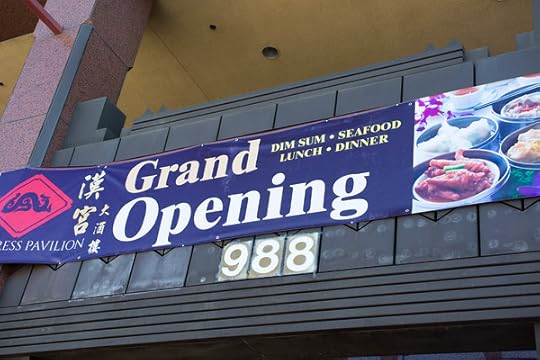 漢宮
大酒樓
RESS PAVILION
Grand
Opening
DIM SUM • SEAFOOD
LUNCH • DINNER
988